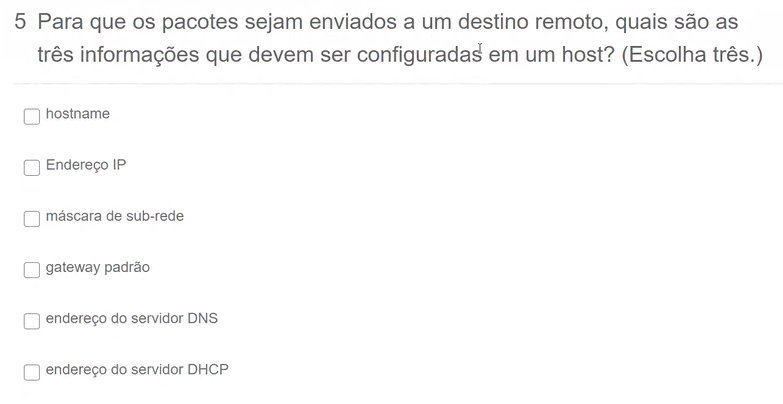 5 Para que os pacotes sejam enviados a um destino remoto, quais são as
três informações que devem ser configuradas em um host? (Escolha três.)
hostname
Endereço IP
máscara de sub-rede
gateway padrão
endereço do servidor DNS
endereço do servidor DHCP